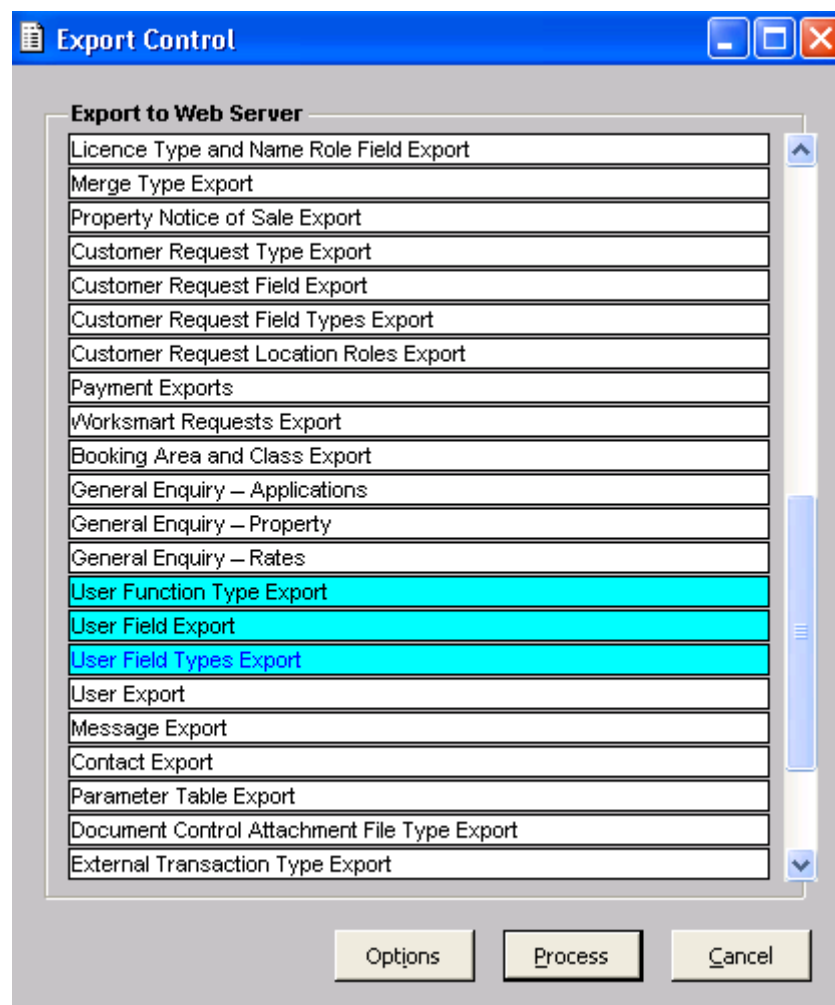 Export Control
Export to Web Server
Licence Type and Name Role Field Export
Merge Type Export
Property Notice of Sale Export
Customer Request Type Export
Customer Request Field Export
Customer Request Field Types Export
Customer Request Location Roles Export
Payment Exports
Worksmart Requests Export
Booking Area and Class Export
General Enquiry – Applications
General Enquiry – Property
General Enquiry – Rates
User Function Type Export
User Field Export
User Field Types Export
User Export
Message Export
Contact Export
Parameter Table Export
Document Control Attachment File Type Export
External Transaction Type Export
Options Process Cancel